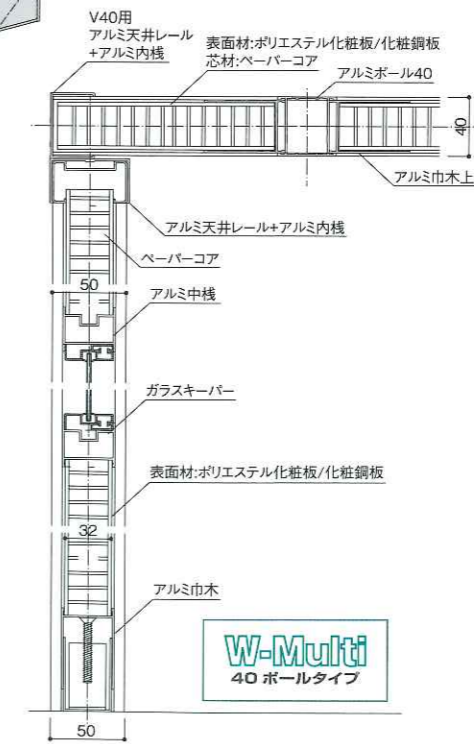 V40用
アルミ天井レール
+アルミ内桟
表面材:ポリエステル化粧板/化粧鋼板
芯材:ペーパーコア
アルミポール40
40
アルミ巾木上
アルミ天井レール+アルミ内桟
ペーパーコア
50
アルミ中桟
ガラスキーパー
表面材:ポリエステル化粧板/化粧鋼板
32
アルミ巾木
W-Multi
40 ポールタイプ
50